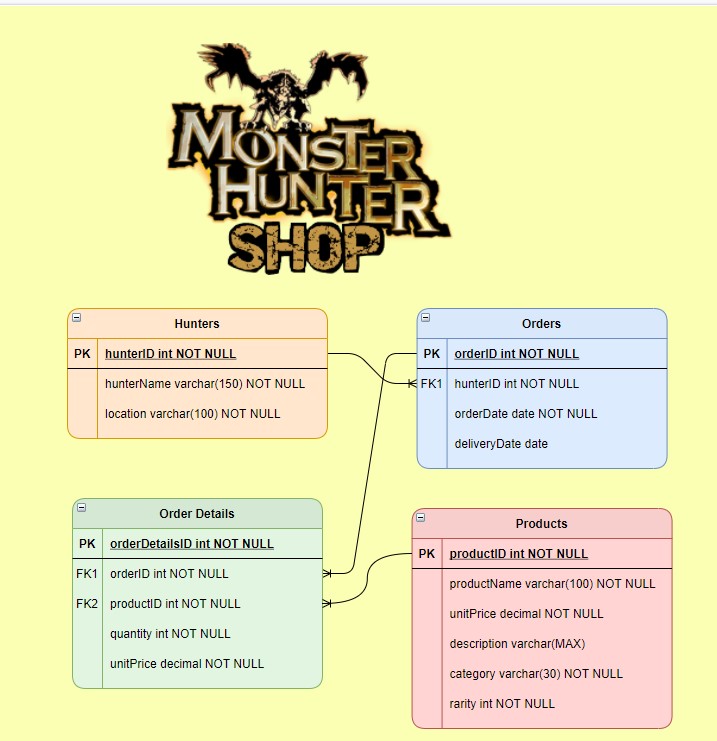 MONSTER
HUNTER
SHOP
Hunters
PK hunterID int NOT NULL
hunterName varchar(150) NOT NULL
location varchar(100) NOT NULL
Orders
PK orderID int NOT NULL
FK1 hunterID int NOT NULL
orderDate date NOT NULL
deliveryDate date
Order Details
PK orderDetailsID int NOT NULL
FK1 orderID int NOT NULL
FK2 productID int NOT NULL
quantity int NOT NULL
unitPrice decimal NOT NULL
Products
PK productID int NOT NULL
productName varchar(100) NOT NULL
unitPrice decimal NOT NULL
description varchar(MAX)
category varchar(30) NOT NULL
rarity int NOT NULL